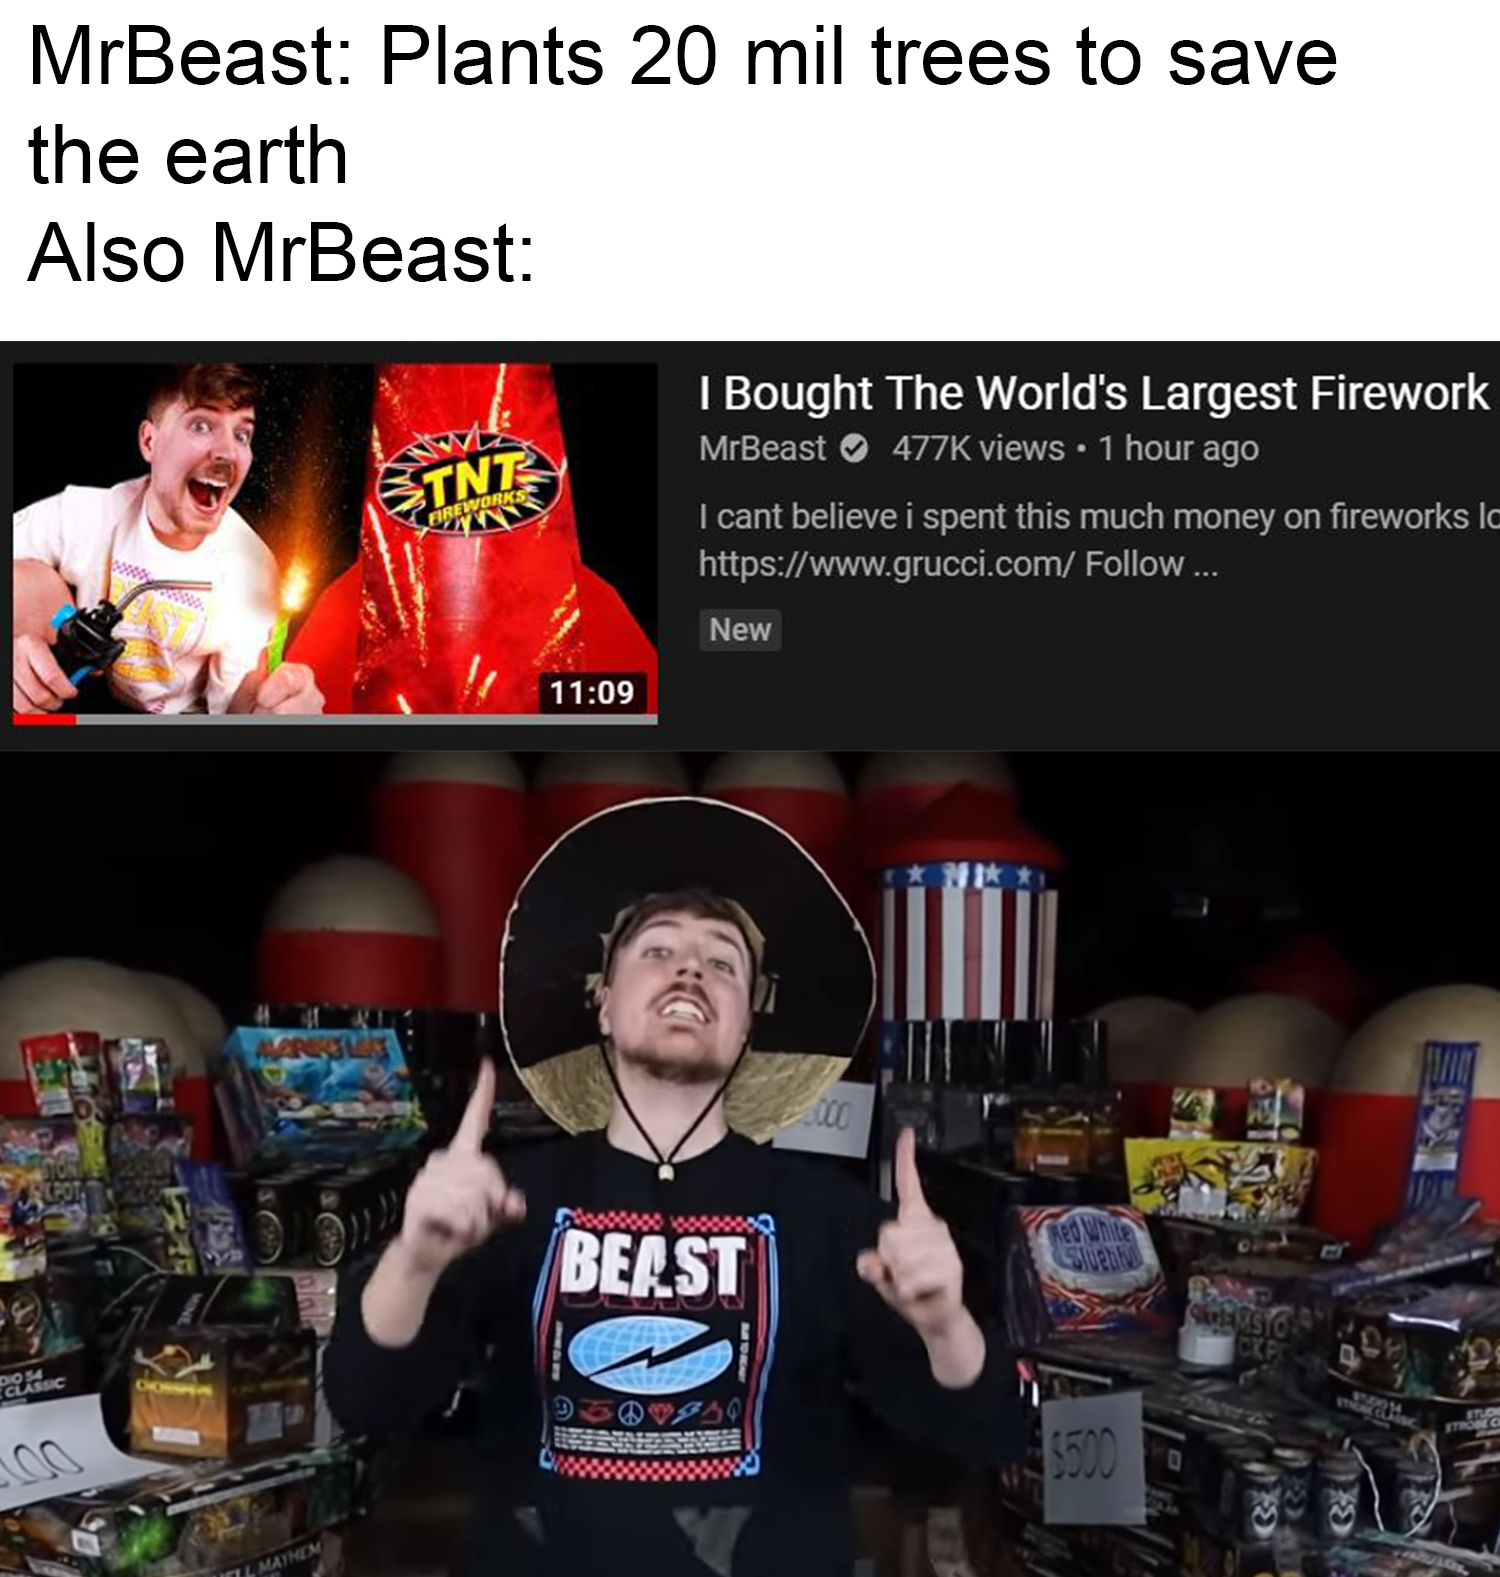 MrBeast: Plants 20 mil trees to save
the earth
Also MrBeast:
I Bought The World's Largest Firework
MrBeast 477K views • 1 hour ago
I cant believe i spent this much money on fireworks lo
https://www.grucci.com/ Follow ...
New
TNT
FIREWORKS
11:09
BEAST
Red White
$500
CLASSIC
MAYHEM